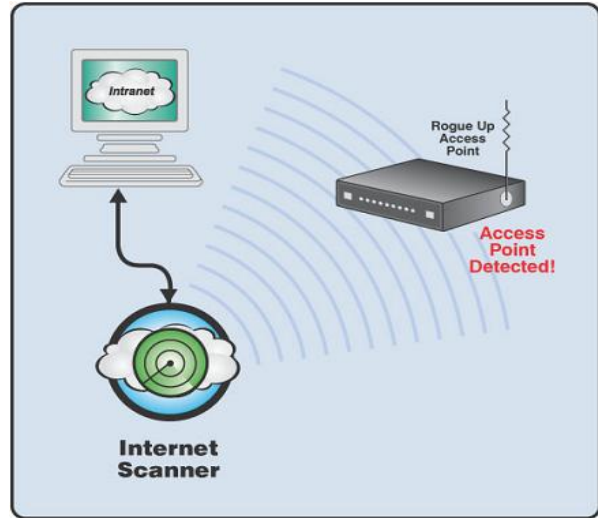 Intranet
Rogue Up
Access
Point
Access
Point
Detected!
Internet
Scanner